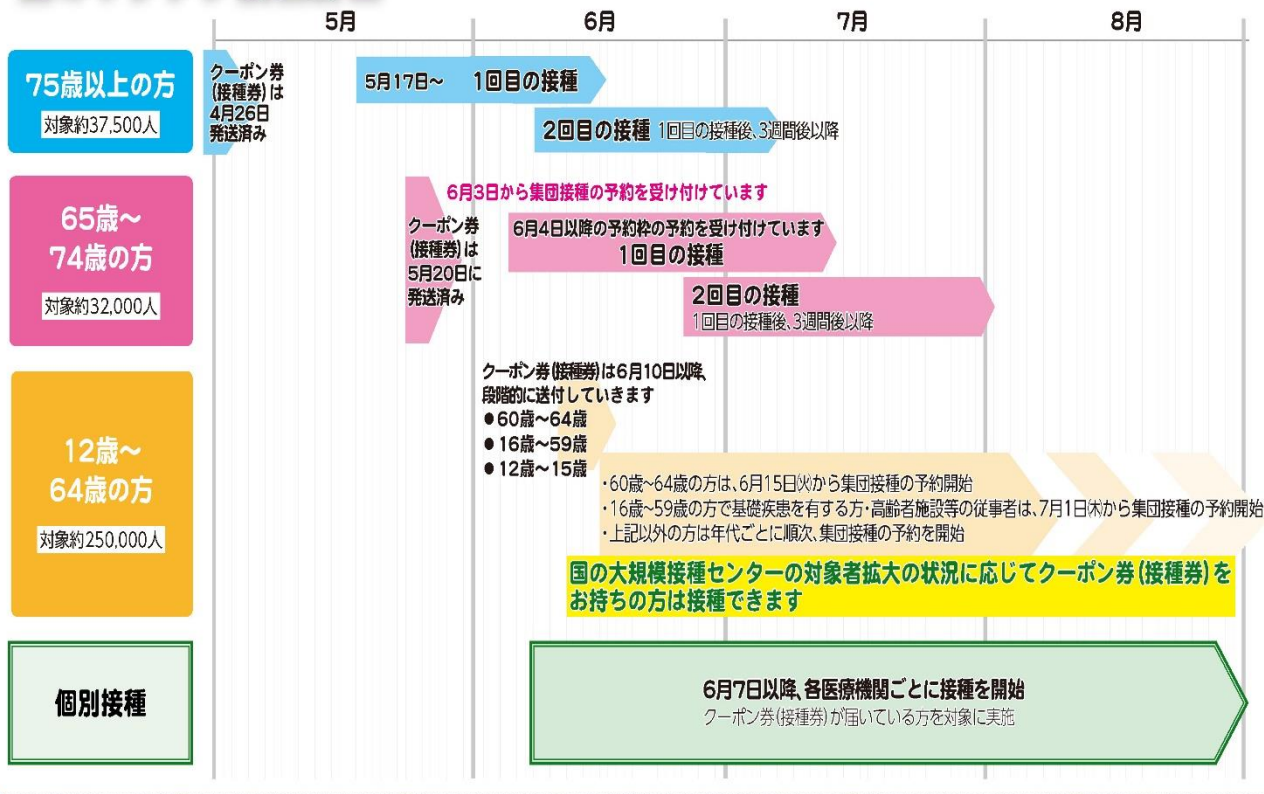 5月
6月
7月
8月
75歳以上の方
対象約37,500人
クーポン券
(接種券)は
4月26日
発送済み
5月17日～ 1回目の接種
2回目の接種 1回目の接種後、3週間後以降
65歳～
74歳の方
対象約32,000人
クーポン券
(接種券)は
5月20日に
発送済み
6月3日から集団接種の予約を受け付けています
6月4日以降の予約枠の予約を受け付けています
1回目の接種
2回目の接種
1回目の接種後、3週間後以降
12歳～
64歳の方
対象約250,000人
クーポン券(接種券)は6月10日以降、
段階的に送付していきます
●60歳～64歳
●16歳～59歳
●12歳～15歳
・60歳～64歳の方は、6月15日㈫から集団接種の予約開始
・16歳～59歳の方で基礎疾患を有する方・高齢者施設等の従事者は、7月1日㈭から集団接種の予約開始
・上記以外の方は年代ごとに順次、集団接種の予約を開始
国の大規模接種センターの対象者拡大の状況に応じてクーポン券(接種券)を
お持ちの方は接種できます
個別接種
6月7日以降、各医療機関ごとに接種を開始
クーポン券(接種券)が届いている方を対象に実施